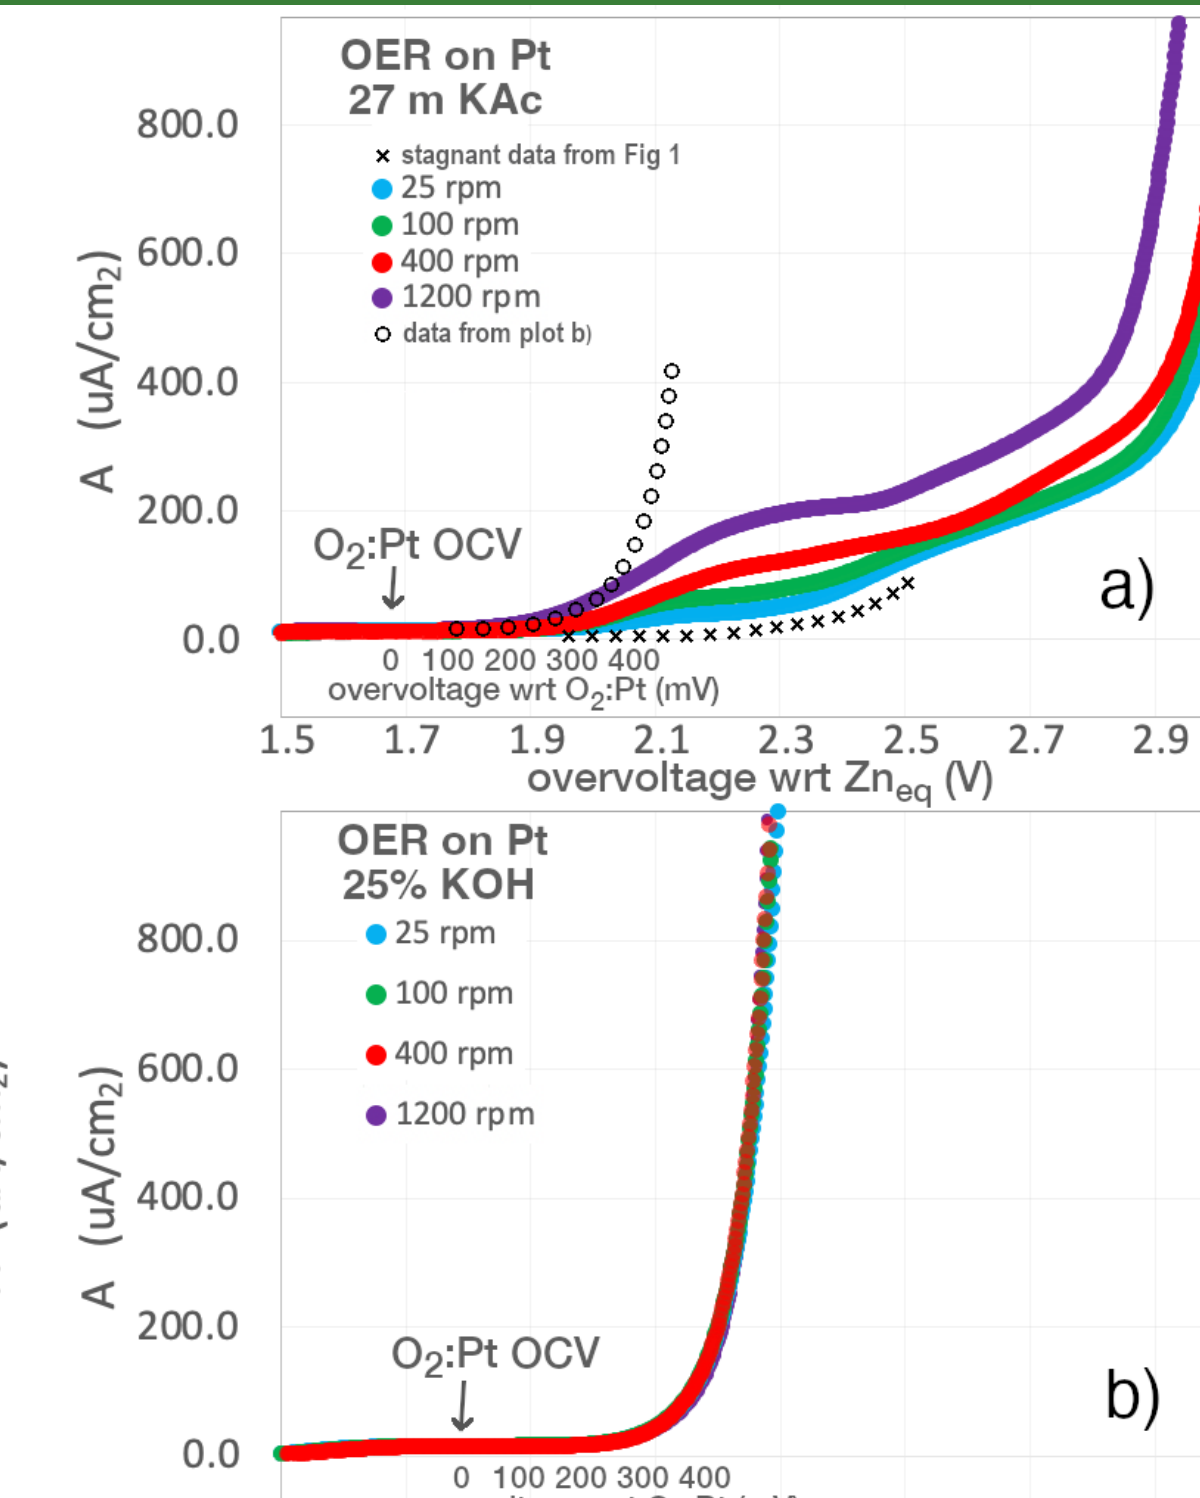 OER on Pt
27 m KAc
× stagnant data from Fig 1
25 rpm
100 rpm
400 rpm
1200 rpm
data from plot b)
800.0
600.0
400.0
200.0
0.0
A (uA/cm2)
O2:Pt OCV
a)
0 100 200 300 400
overvoltage wrt O2:Pt (mV)
1.5 1.7 1.9 2.1 2.3 2.5 2.7 2.9
overvoltage wrt Zneq (V)
OER on Pt
25% KOH
25 rpm
100 rpm
400 rpm
1200 rpm
800.0
600.0
400.0
200.0
0.0
A (uA/cm2)
O2:Pt OCV
b)
0 100 200 300 400